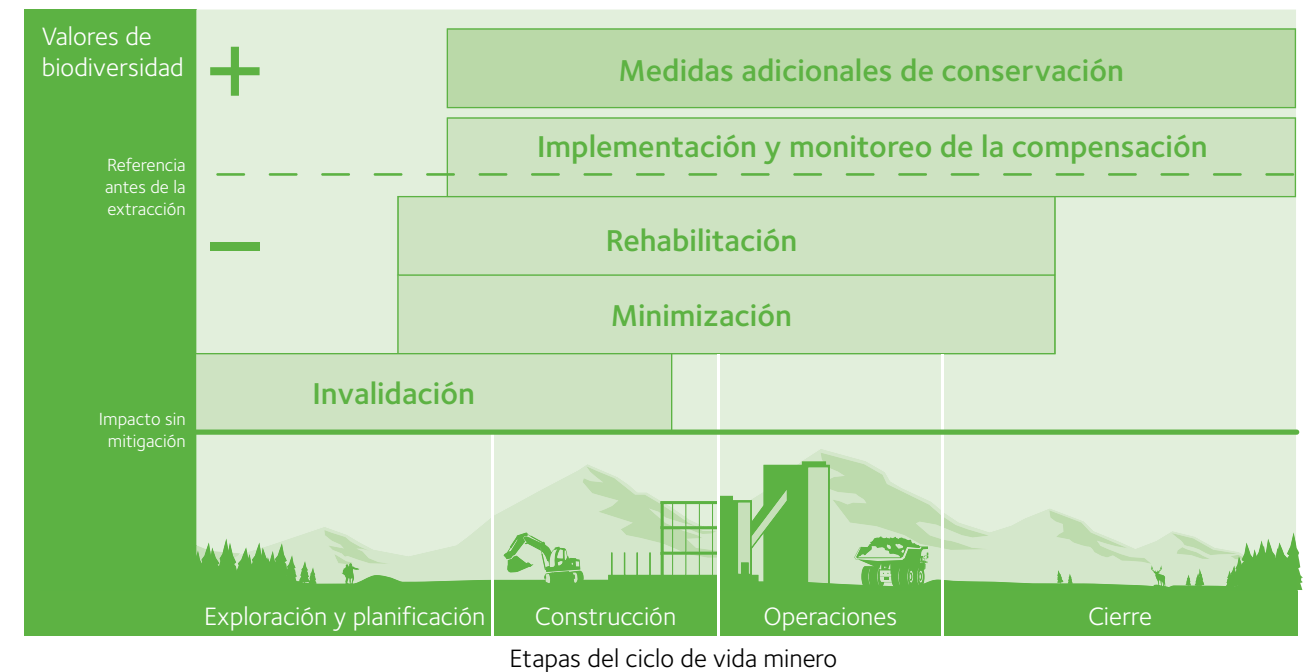 Valores de
biodiversidad
Medidas adicionales de conservación
Implementación y monitoreo de la compensación
Referencia
antes de la
extracción
Rehabilitación
Minimización
Invalidación
Impacto sin
mitigación
Exploración y planificación
Construcción
Operaciones
Cierre
Etapas del ciclo de vida minero